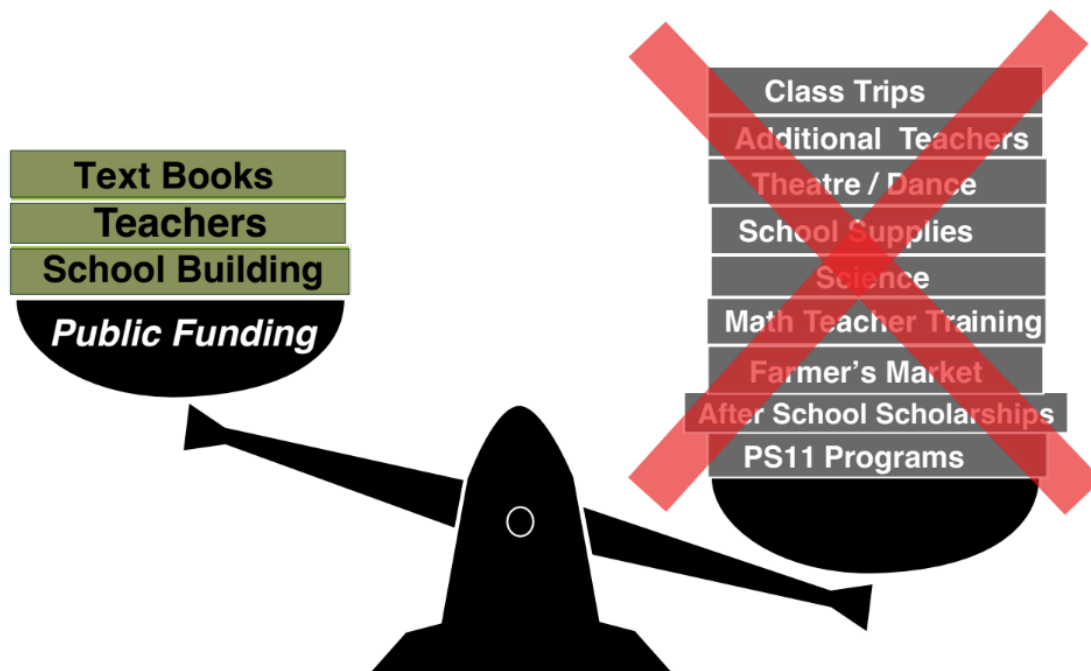 Text Books
Teachers
School Building
Public Funding
Class Trips
Additional Teachers
Theatre / Dance
School Supplies
Science
Math Teacher Training
Farmer's Market
After School Scholarships
PS11 Programs